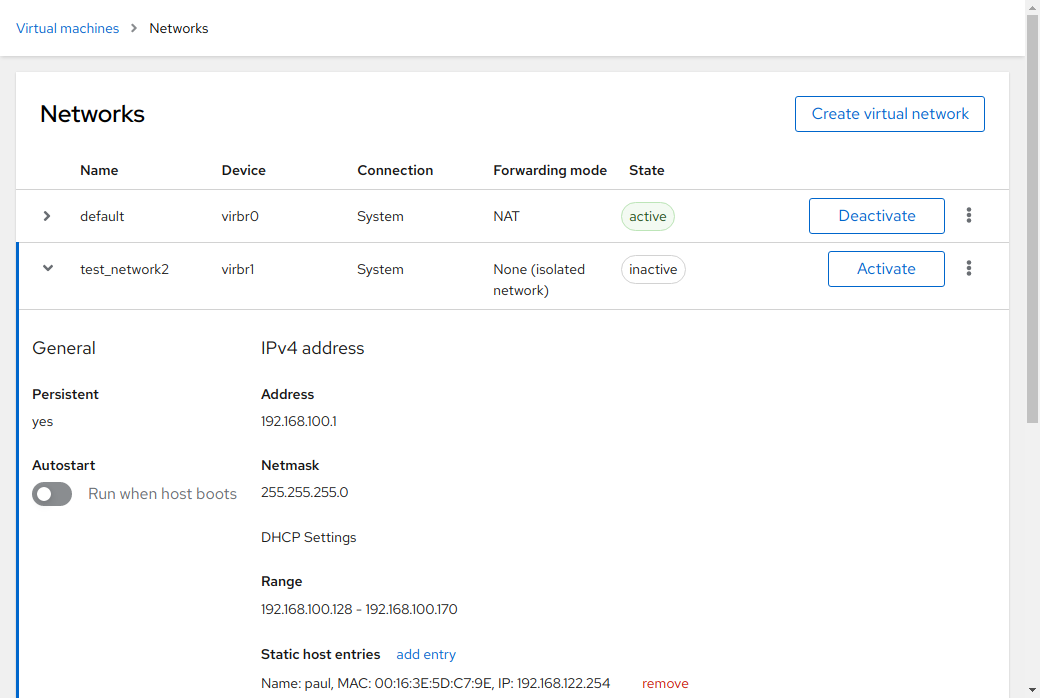 Virtual machines > Networks
Networks
Create virtual network
Name Device Connection Forwarding mode State
default virbr0 System NAT active Deactivate
test_network2 virbr1 System None (isolated network) inactive Activate
General
IPv4 address
Persistent
yes
Autostart
Run when host boots
Address
192.168.100.1
Netmask
255.255.255.0
DHCP Settings
Range
192.168.100.128 - 192.168.100.170
Static host entries add entry
Name: paul, MAC: 00:16:3E:5D:C7:9E, IP: 192.168.122.254 remove